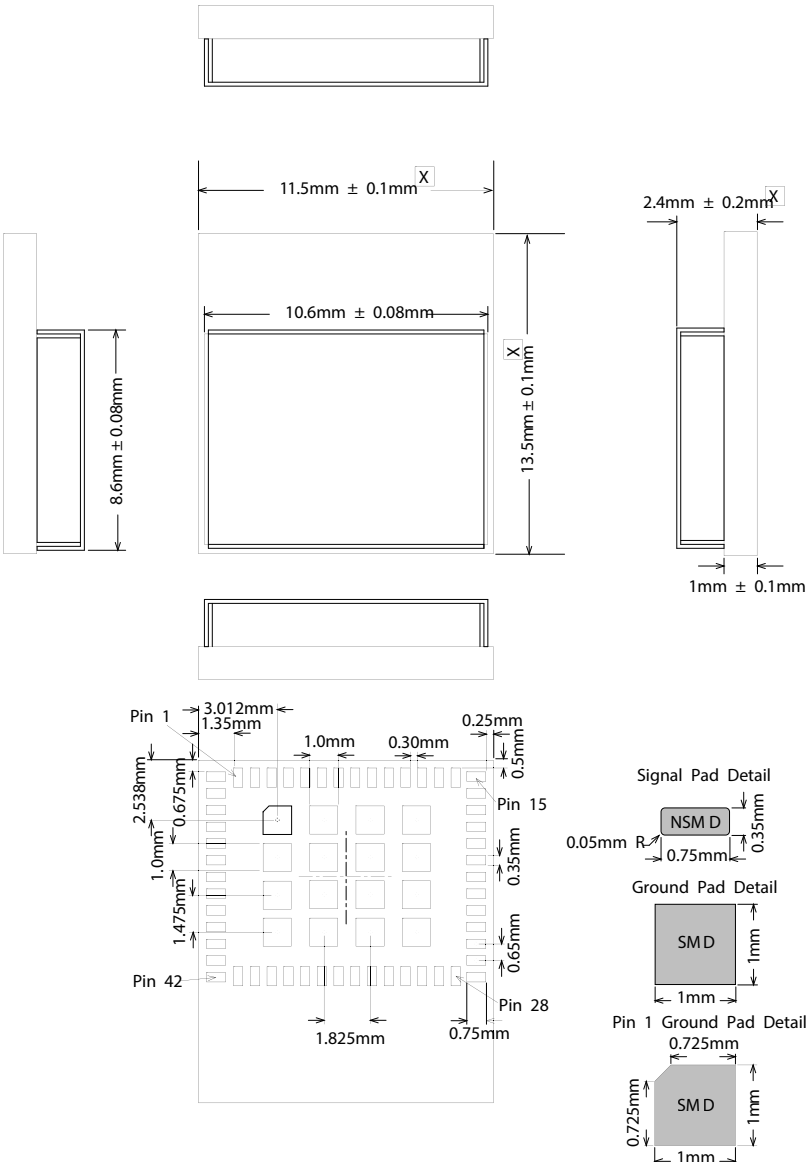 11.5mm ± 0.1mm X
2.4mm ± 0.2mm X
10.6mm ± 0.08mm
X
13.5mm ± 0.1mm
8.6mm ± 0.08mm
1mm ± 0.1mm
3.012mm
Pin 1
1.35mm
0.25mm
1.0mm
0.30mm
0.5mm
2.538mm
0.675mm
Pin 15
Signal Pad Detail
NSM D
0.35mm
0.05mm R
0.75mm
1.0mm
0.35mm
Ground Pad Detail
1.475mm
SM D
1mm
0.65mm
1mm
Pin 42
Pin 28
1.825mm
0.75mm
Pin 1 Ground Pad Detail
0.725mm
0.725mm
SM D
1mm
1mm